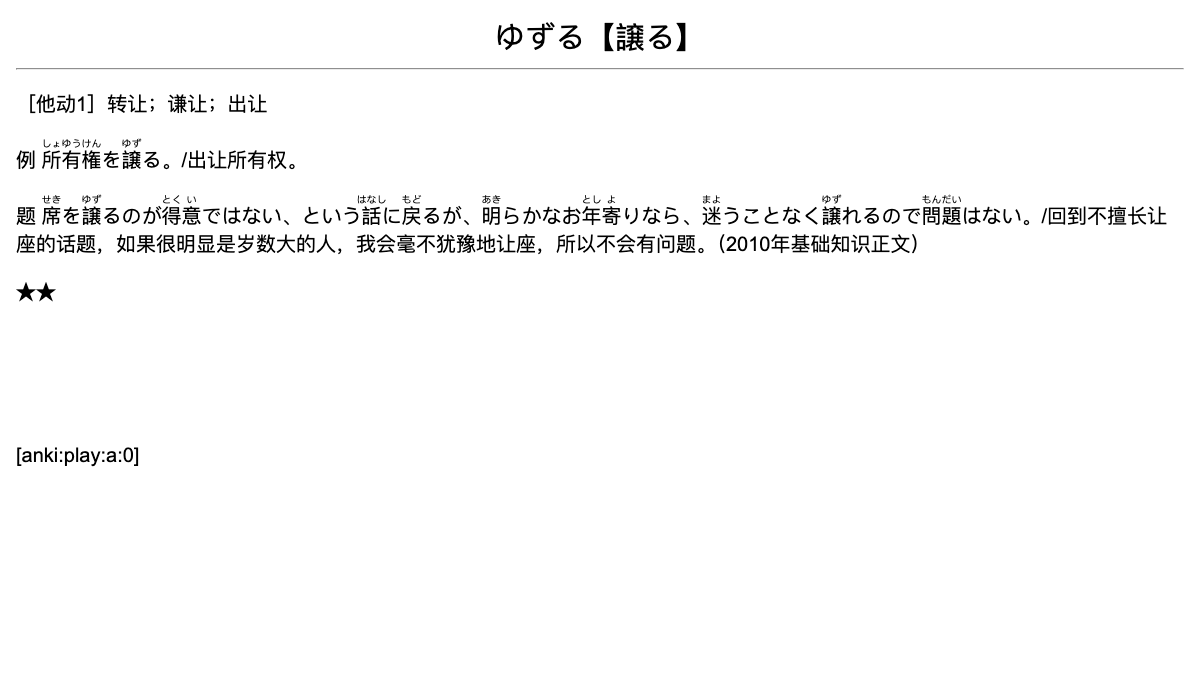 ゆずる【譲る】
［他动1］转让；谦让；出让
しょゆうけん ゆず
例 所有権を譲る。/出让所有权。
せき ゆず とくい はなし もど あき としよ まよ ゆず もんだい
题 席を譲るのが得意ではない、という話に戻るが、明らかなお年寄りなら、迷うことなく譲れるので問題はない。/回到不擅长让
座的话题，如果很明显是岁数大的人，我会毫不犹豫地让座，所以不会有问题。（2010年基础知识正文）
★★
[anki:play:a:0]